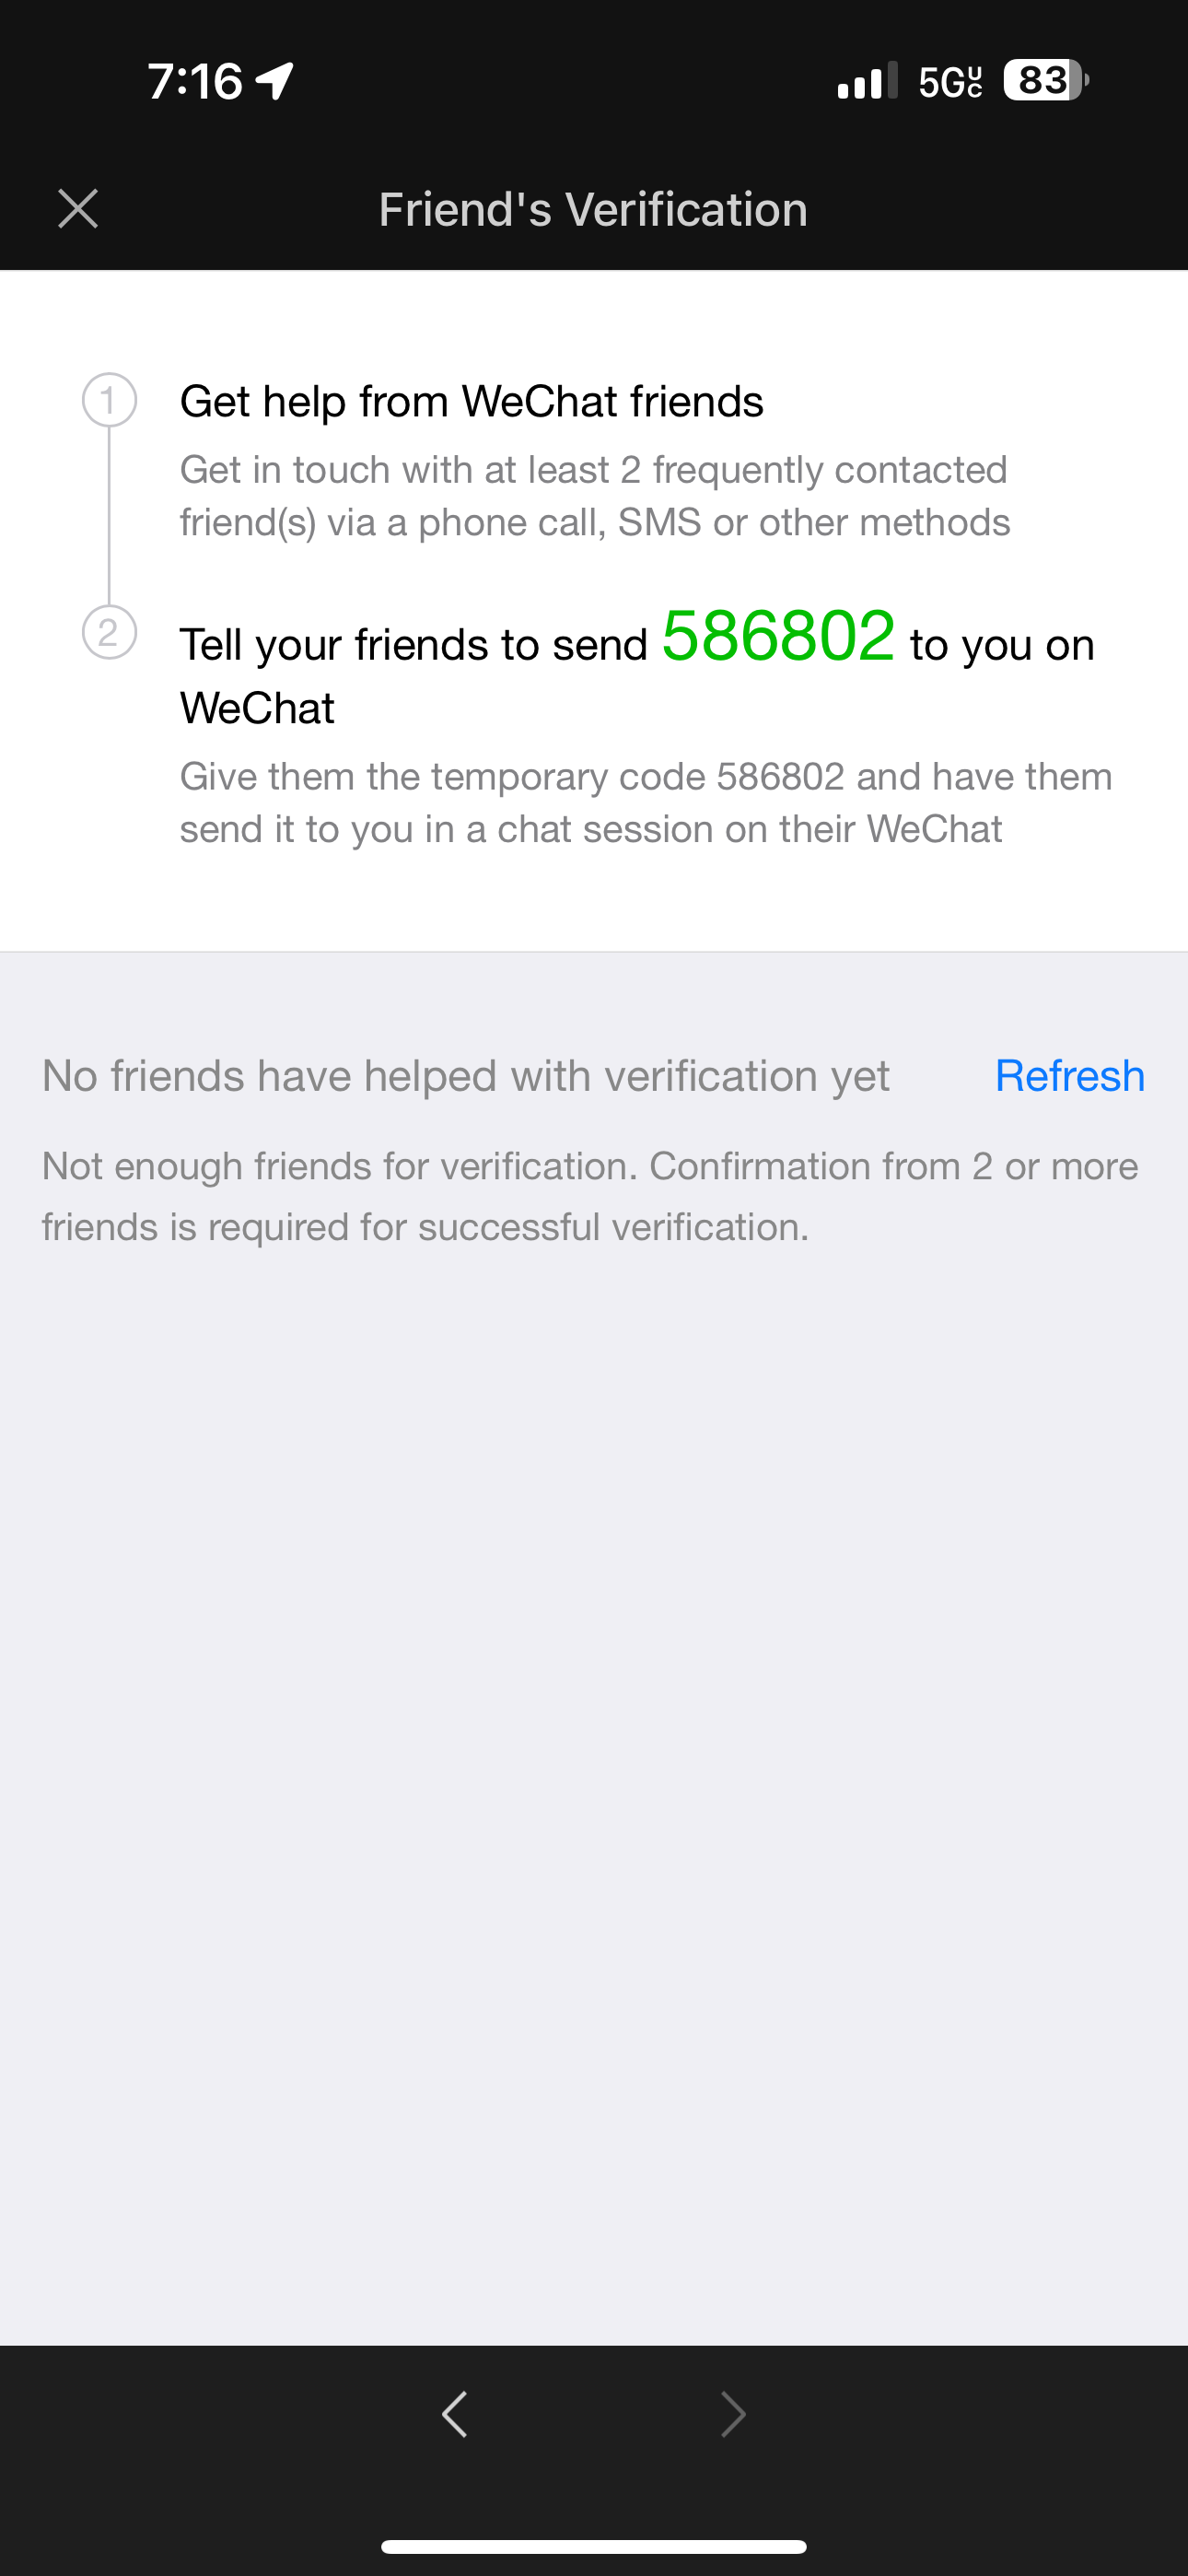 7:16
5G UC 83
Friend's Verification
1 Get help from WeChat friends
Get in touch with at least 2 frequently contacted
friend(s) via a phone call, SMS or other methods
2 Tell your friends to send 586802 to you on
WeChat
Give them the temporary code 586802 and have them
send it to you in a chat session on their WeChat
No friends have helped with verification yet Refresh
Not enough friends for verification. Confirmation from 2 or more
friends is required for successful verification.